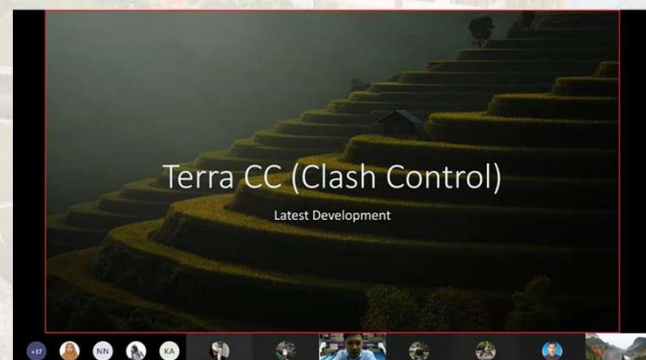 Terra CC (Clash Control)
Latest Development
+37
NN
KA